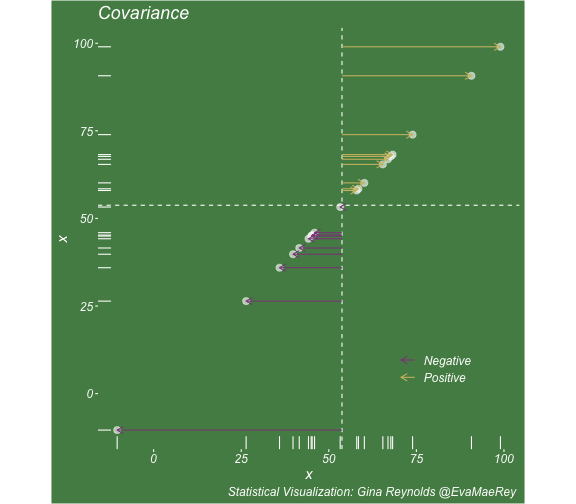 Covariance
100
75
50
25
0
x
Negative
Positive
0
25
50
75
100
x
Statistical Visualization: Gina Reynolds @EvaMaeRey